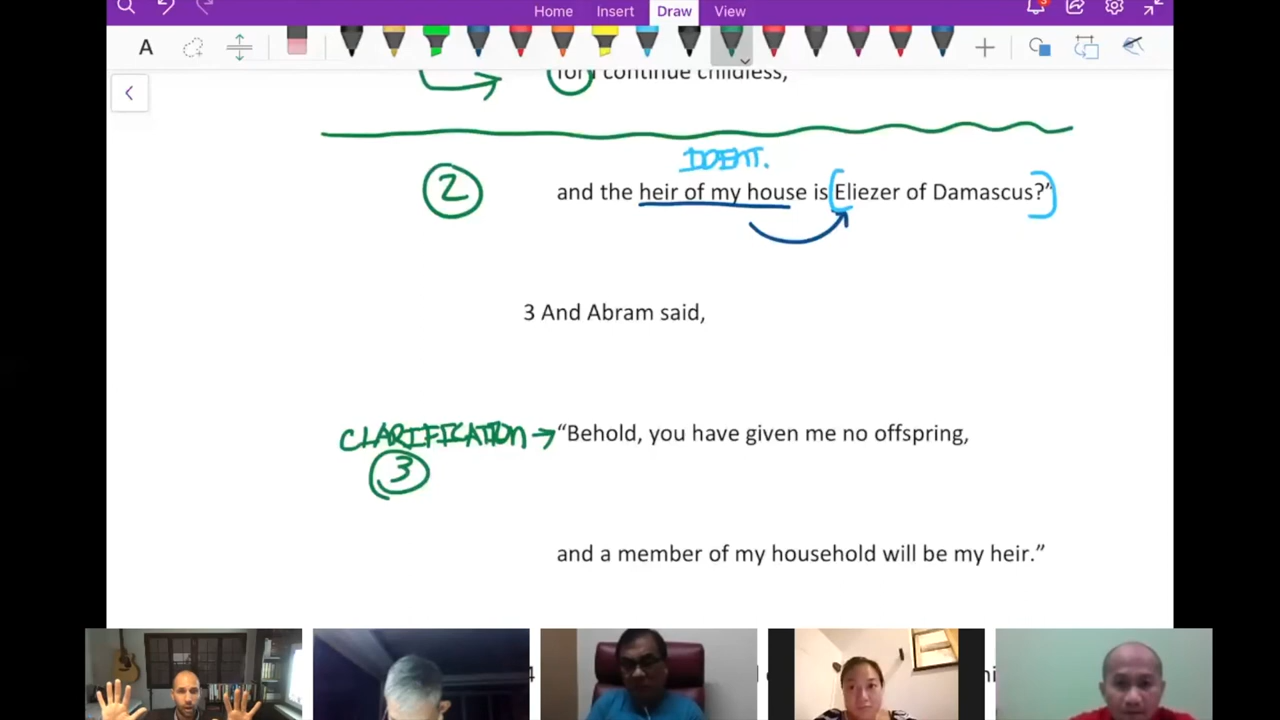 Home Insert Draw View
A
for I continue childless,
IDENT.
2 and the heir of my house is [Eliezer of Damascus?”]
3 And Abram said,
CLARIFICATION → “Behold, you have given me no offspring,
3
and a member of my household will be my heir.”
4